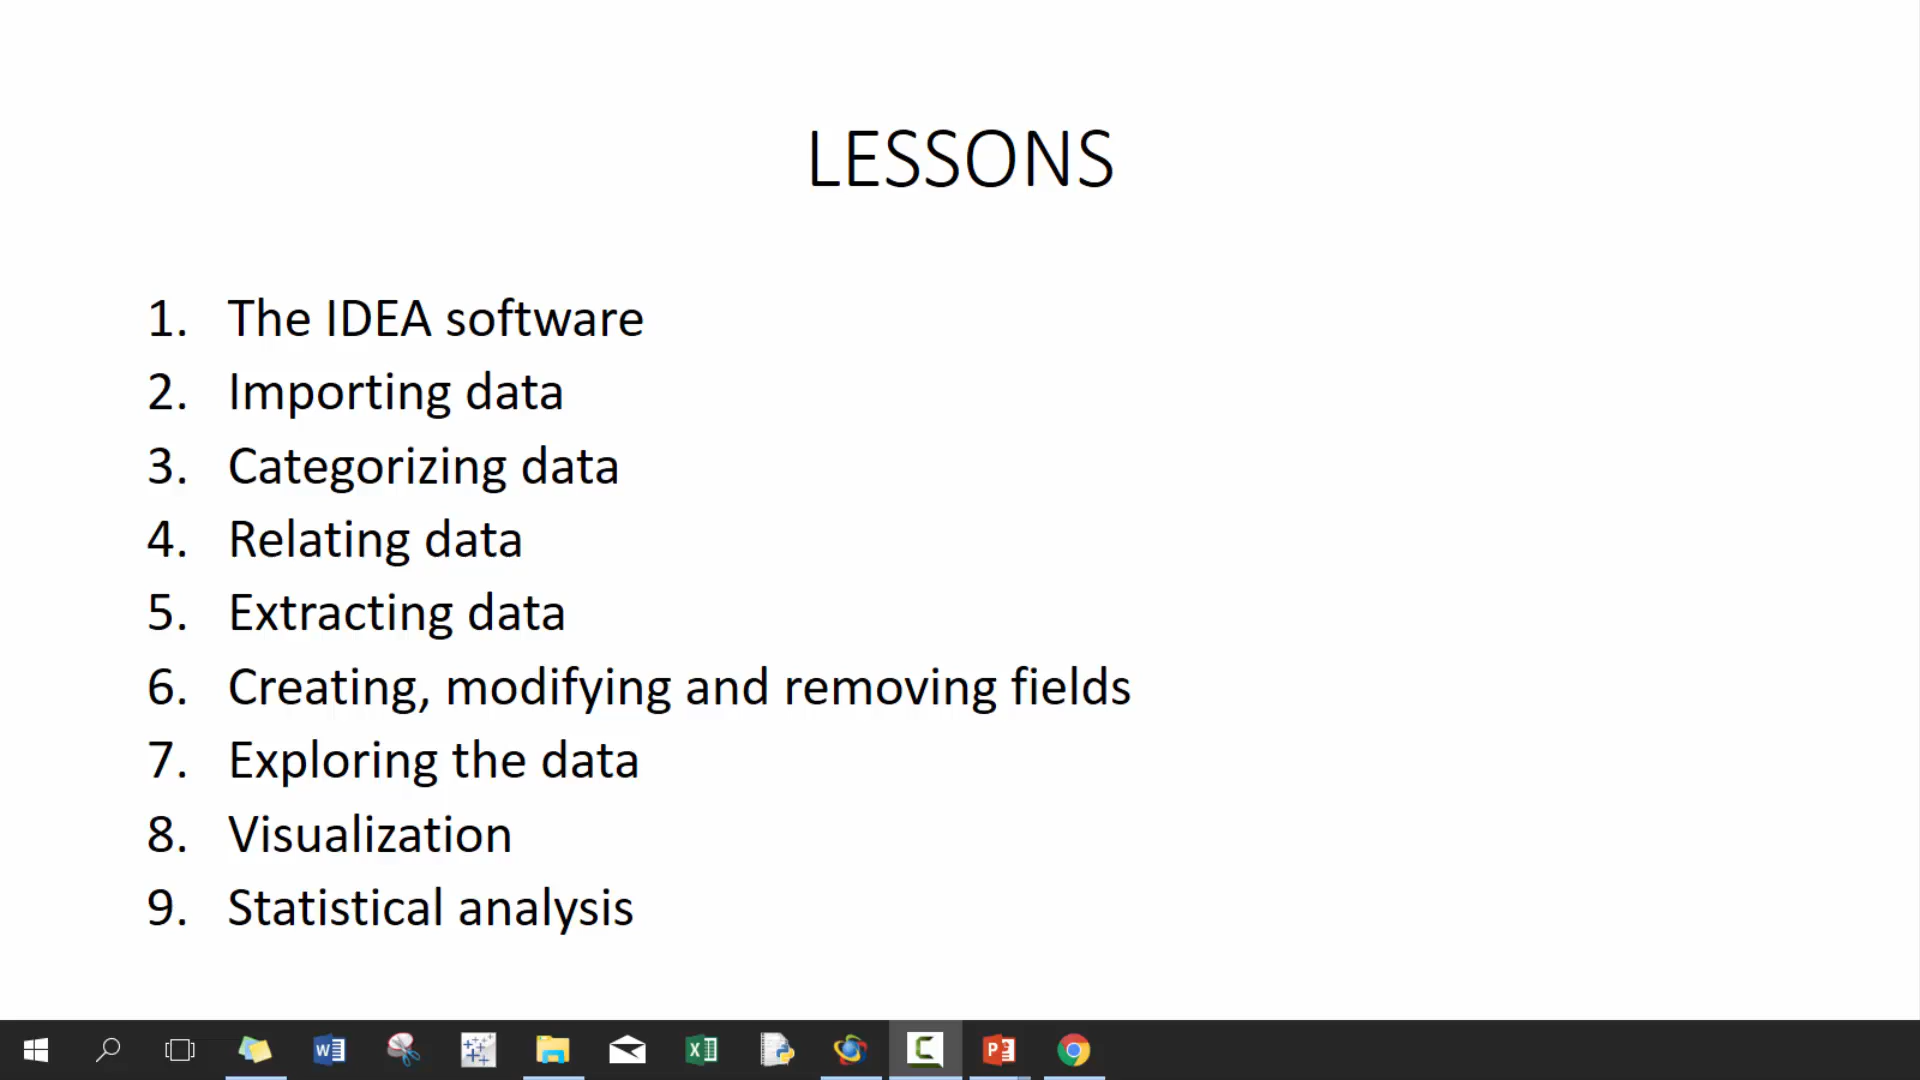 LESSONS
1. The IDEA software
2. Importing data
3. Categorizing data
4. Relating data
5. Extracting data
6. Creating, modifying and removing fields
7. Exploring the data
8. Visualization
9. Statistical analysis